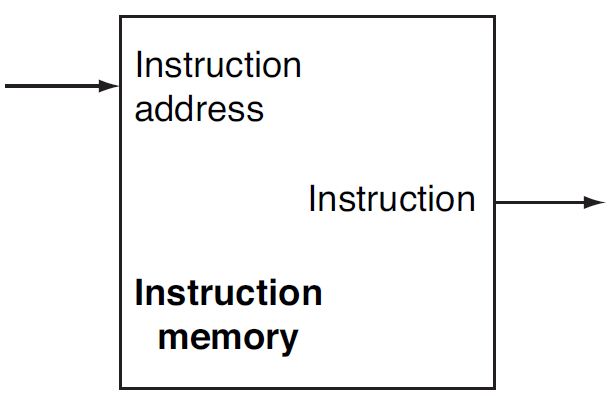 Instruction
address
Instruction
Instruction
memory